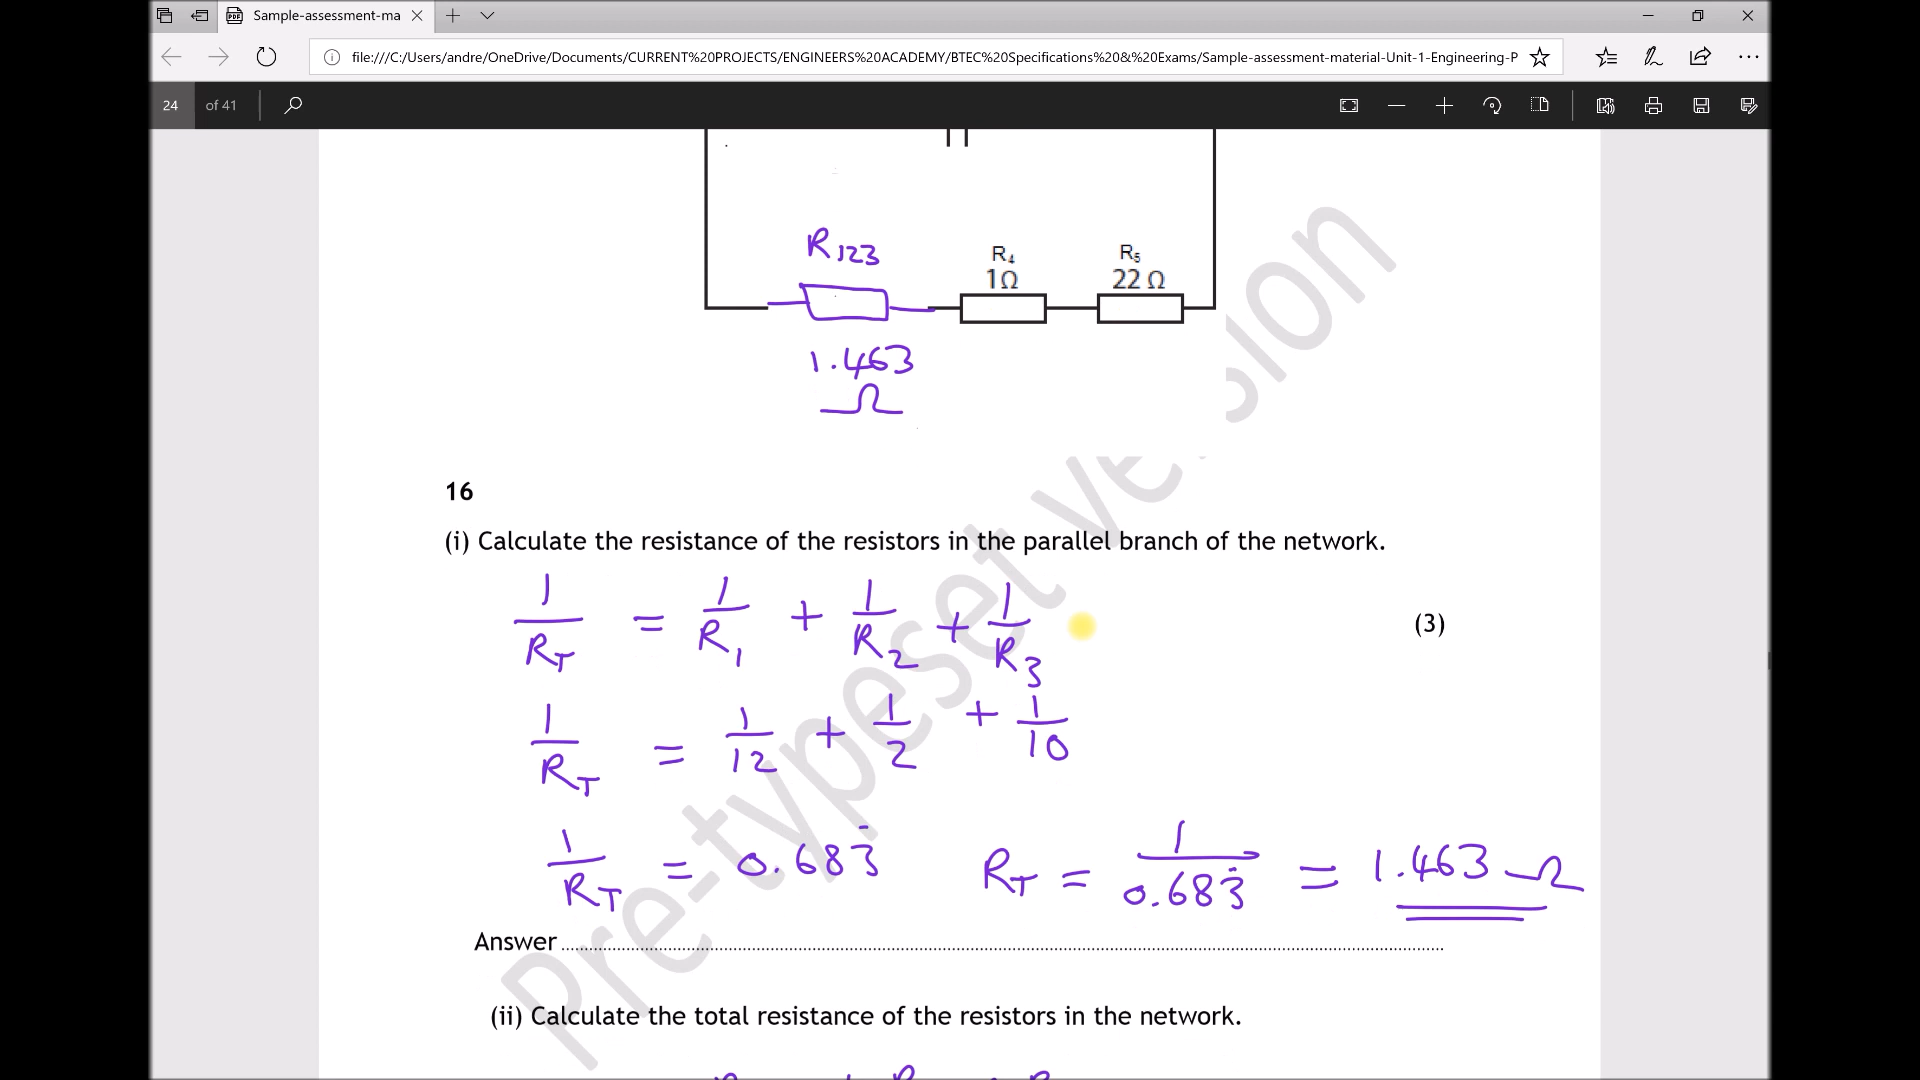 Sample-assessment-ma
file:///C:/Users/andre/OneDrive/Documents/CURRENT%20PROJECTS/ENGINEERS%20ACADEMY/BTEC%20Specifications%20&%20Exams/Sample-assessment-material-Unit-1-Engineering-P
24 of 41
R123
R4
1Ω
R5
22 Ω
1.463
Ω
16
(i) Calculate the resistance of the resistors in the parallel branch of the network.
1/RT = 1/R1 + 1/R2 + 1/R3
(3)
1/RT = 1/12 + 1/2 + 1/10
1/RT = 0.683̇ RT = 1/0.683̇ = 1.463 Ω
Answer
(ii) Calculate the total resistance of the resistors in the network.
Pre-typeset version